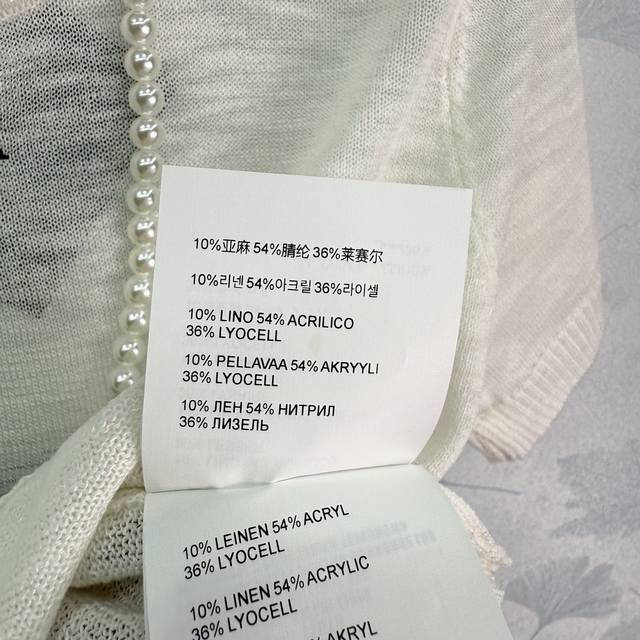 10%亚麻 54%腈纶 36%莱赛尔
10%리넨 54%아크릴 36%라이셀
10% LINO 54% ACRILICO
36% LYOCELL
10% PELLAVAA 54% AKRYYLI
36% LYOCELL
10% ЛЕН 54% НИТРИЛ
36% ЛИЗЕЛЬ
10% LEINEN 54% ACRYL
36% LYOCELL
10% LINEN 54% ACRYLIC
36% LYOCELL
AKRYL